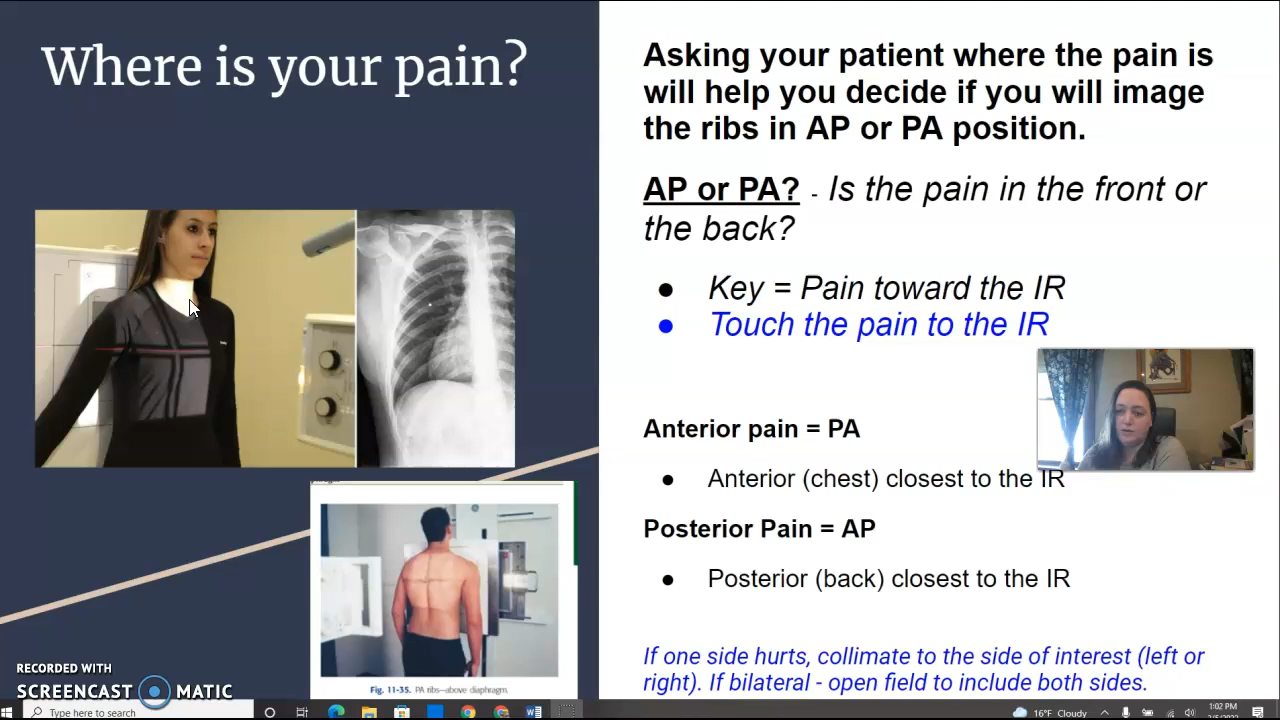 Where is your pain?
Asking your patient where the pain is
will help you decide if you will image
the ribs in AP or PA position.
AP or PA? - Is the pain in the front or
the back?
● Key = Pain toward the IR
● Touch the pain to the IR
Anterior pain = PA
● Anterior (chest) closest to the IR
Posterior Pain = AP
● Posterior (back) closest to the IR
If one side hurts, collimate to the side of interest (left or
right). If bilateral - open field to include both sides.
Fig. 11-35. PA ribs—above diaphragm.
RECORDED WITH
SCREENCAST MATIC
Type here to search
16°F Cloudy
1:02 PM